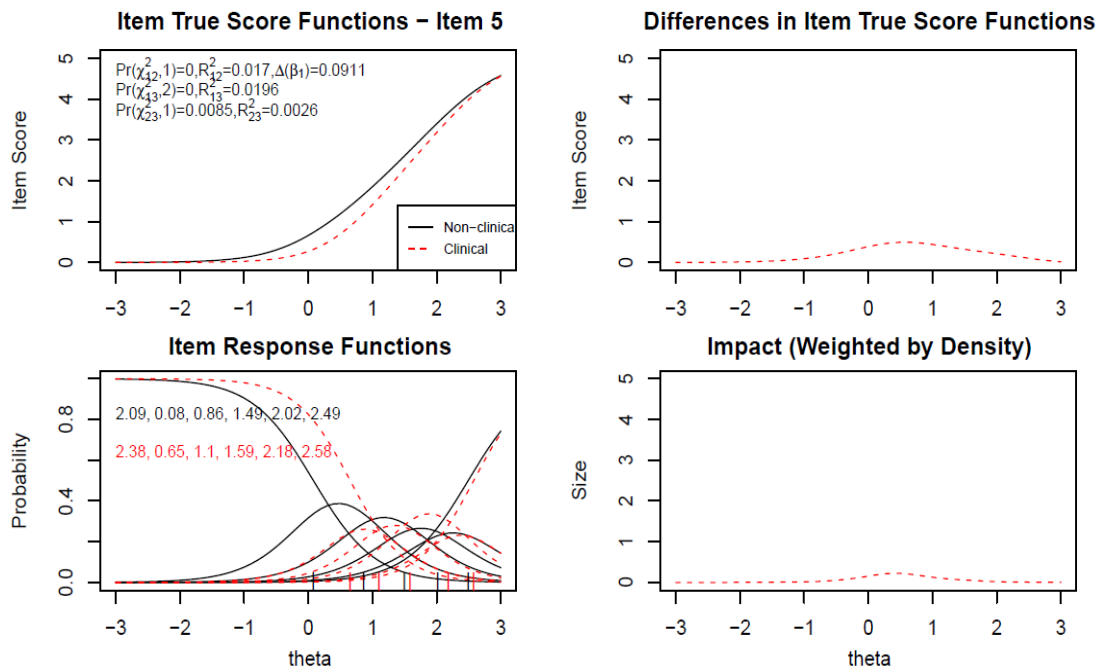 Item True Score Functions − Item 5
Item Score
5
4
3
2
1
0
Pr(χ²₁₂,1)=0,R²₁₂=0.017,Δ(β₁)=0.0911
Pr(χ²₁₃,2)=0,R²₁₃=0.0196
Pr(χ²₂₃,1)=0.0085,R²₂₃=0.0026
Non−clinical
Clinical
−3 −2 −1 0 1 2 3
Differences in Item True Score Functions
Item Score
5
4
3
2
1
0
−3 −2 −1 0 1 2 3
Item Response Functions
Probability
0.8
0.4
0.0
2.09, 0.08, 0.86, 1.49, 2.02, 2.49
2.38, 0.65, 1.1, 1.59, 2.18, 2.58
−3 −2 −1 0 1 2 3
theta
Impact (Weighted by Density)
Size
5
4
3
2
1
0
−3 −2 −1 0 1 2 3
theta